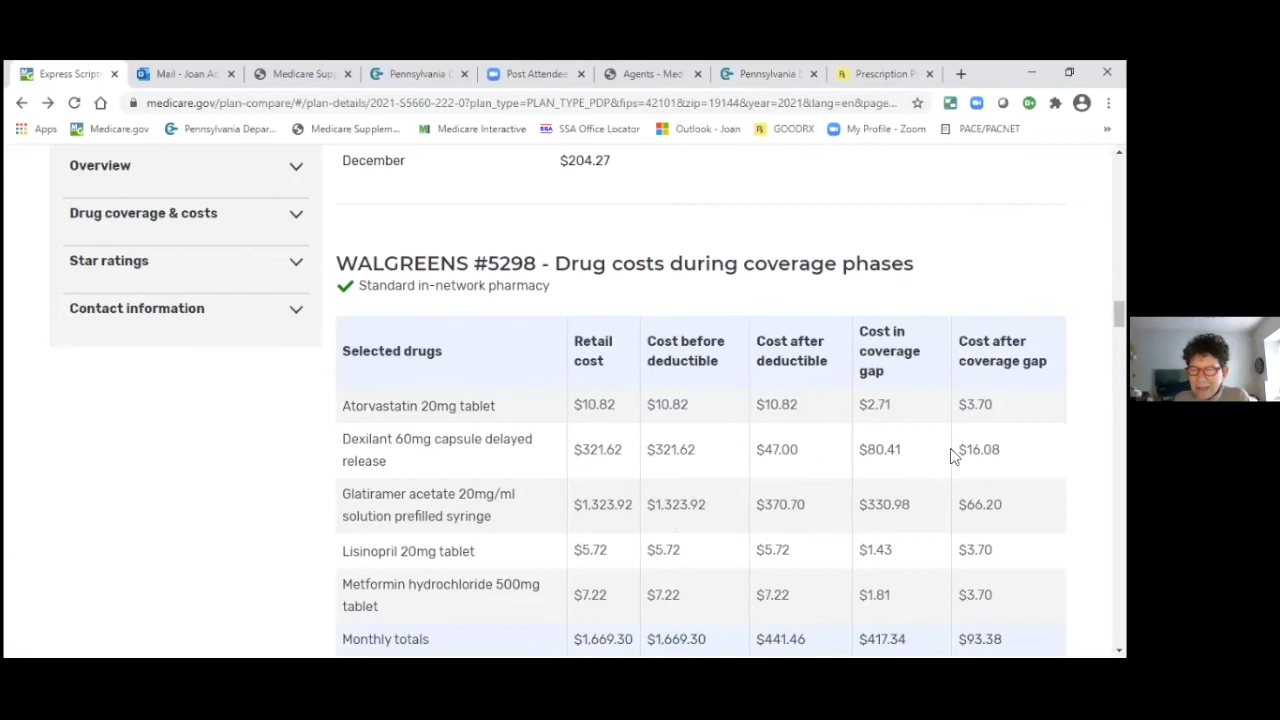 Express Script
Mail - Joan Ac
Medicare Sup
Pennsylvania D
Post Attendee
Agents - Med
Pennsylvania D
Prescription P
medicare.gov/plan-compare/#/plan-details/2021-S5660-222-0?plan_type=PLAN_TYPE_PDP&fips=42101&zip=19144&year=2021&lang=en&page...
Apps Medicare.gov Pennsylvania Depar... Medicare Supplem... Medicare Interactive SSA Office Locator Outlook - Joan GOODRX My Profile - Zoom PACE/PACNET »
Overview
Drug coverage & costs
Star ratings
Contact information
December $204.27
WALGREENS #5298 - Drug costs during coverage phases
Standard in-network pharmacy
Selected drugs
Retail
cost
Cost before
deductible
Cost after
deductible
Cost in
coverage
gap
Cost after
coverage gap
Atorvastatin 20mg tablet $10.82 $10.82 $10.82 $2.71 $3.70
Dexilant 60mg capsule delayed
release
$321.62 $321.62 $47.00 $80.41 $16.08
Glatiramer acetate 20mg/ml
solution prefilled syringe
$1,323.92 $1,323.92 $370.70 $330.98 $66.20
Lisinopril 20mg tablet $5.72 $5.72 $5.72 $1.43 $3.70
Metformin hydrochloride 500mg
tablet
$7.22 $7.22 $7.22 $1.81 $3.70
Monthly totals $1,669.30 $1,669.30 $441.46 $417.34 $93.38